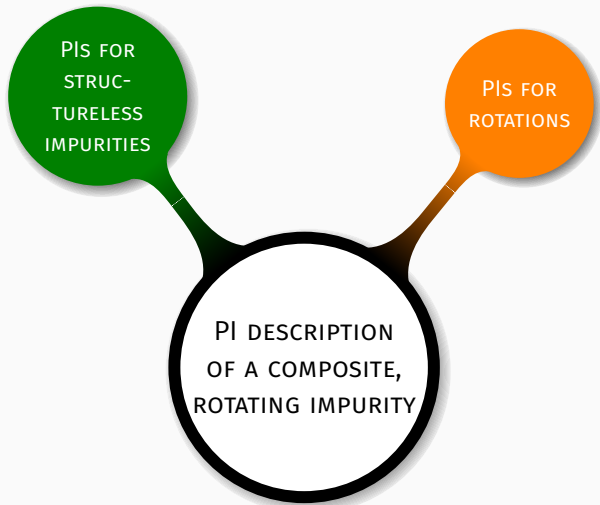 PIs for
struc-
tureless
impurities
PIs for
rotations
PI description
of a composite,
rotating impurity